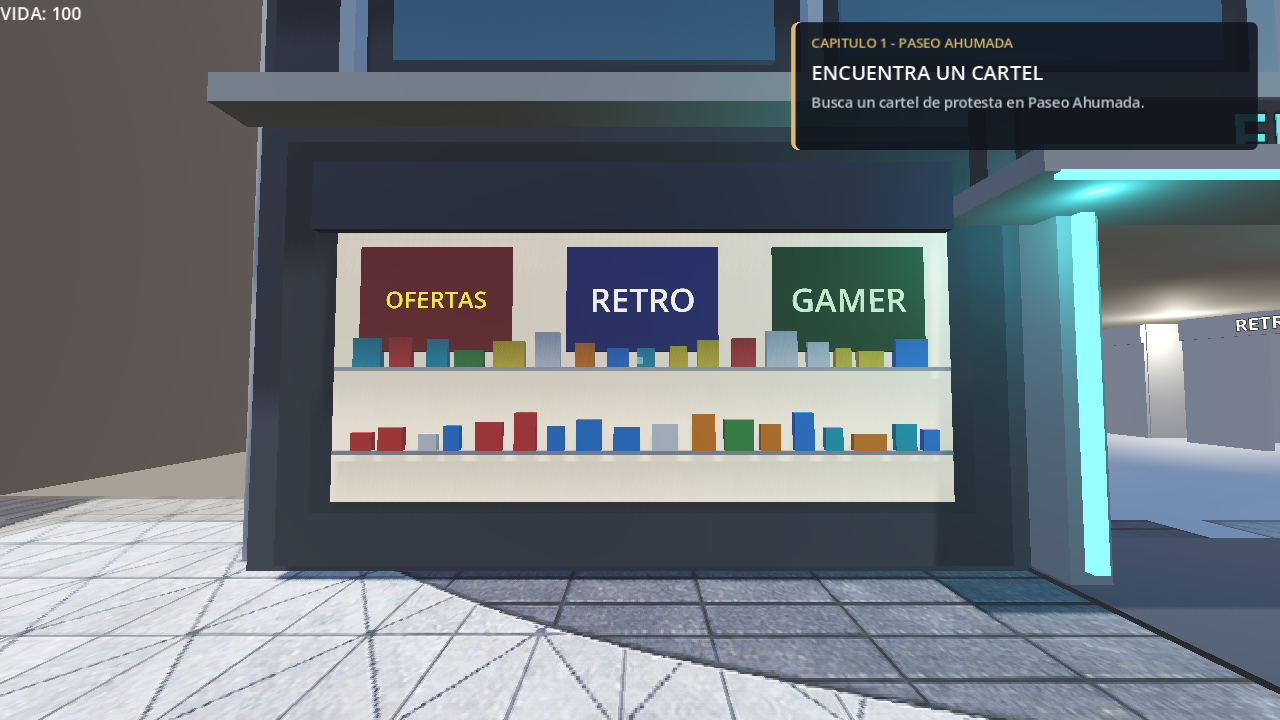 VIDA: 100
CAPITULO 1 - PASEO AHUMADA
ENCUENTRA UN CARTEL
Busca un cartel de protesta en Paseo Ahumada.
OFERTAS
RETRO
GAMER